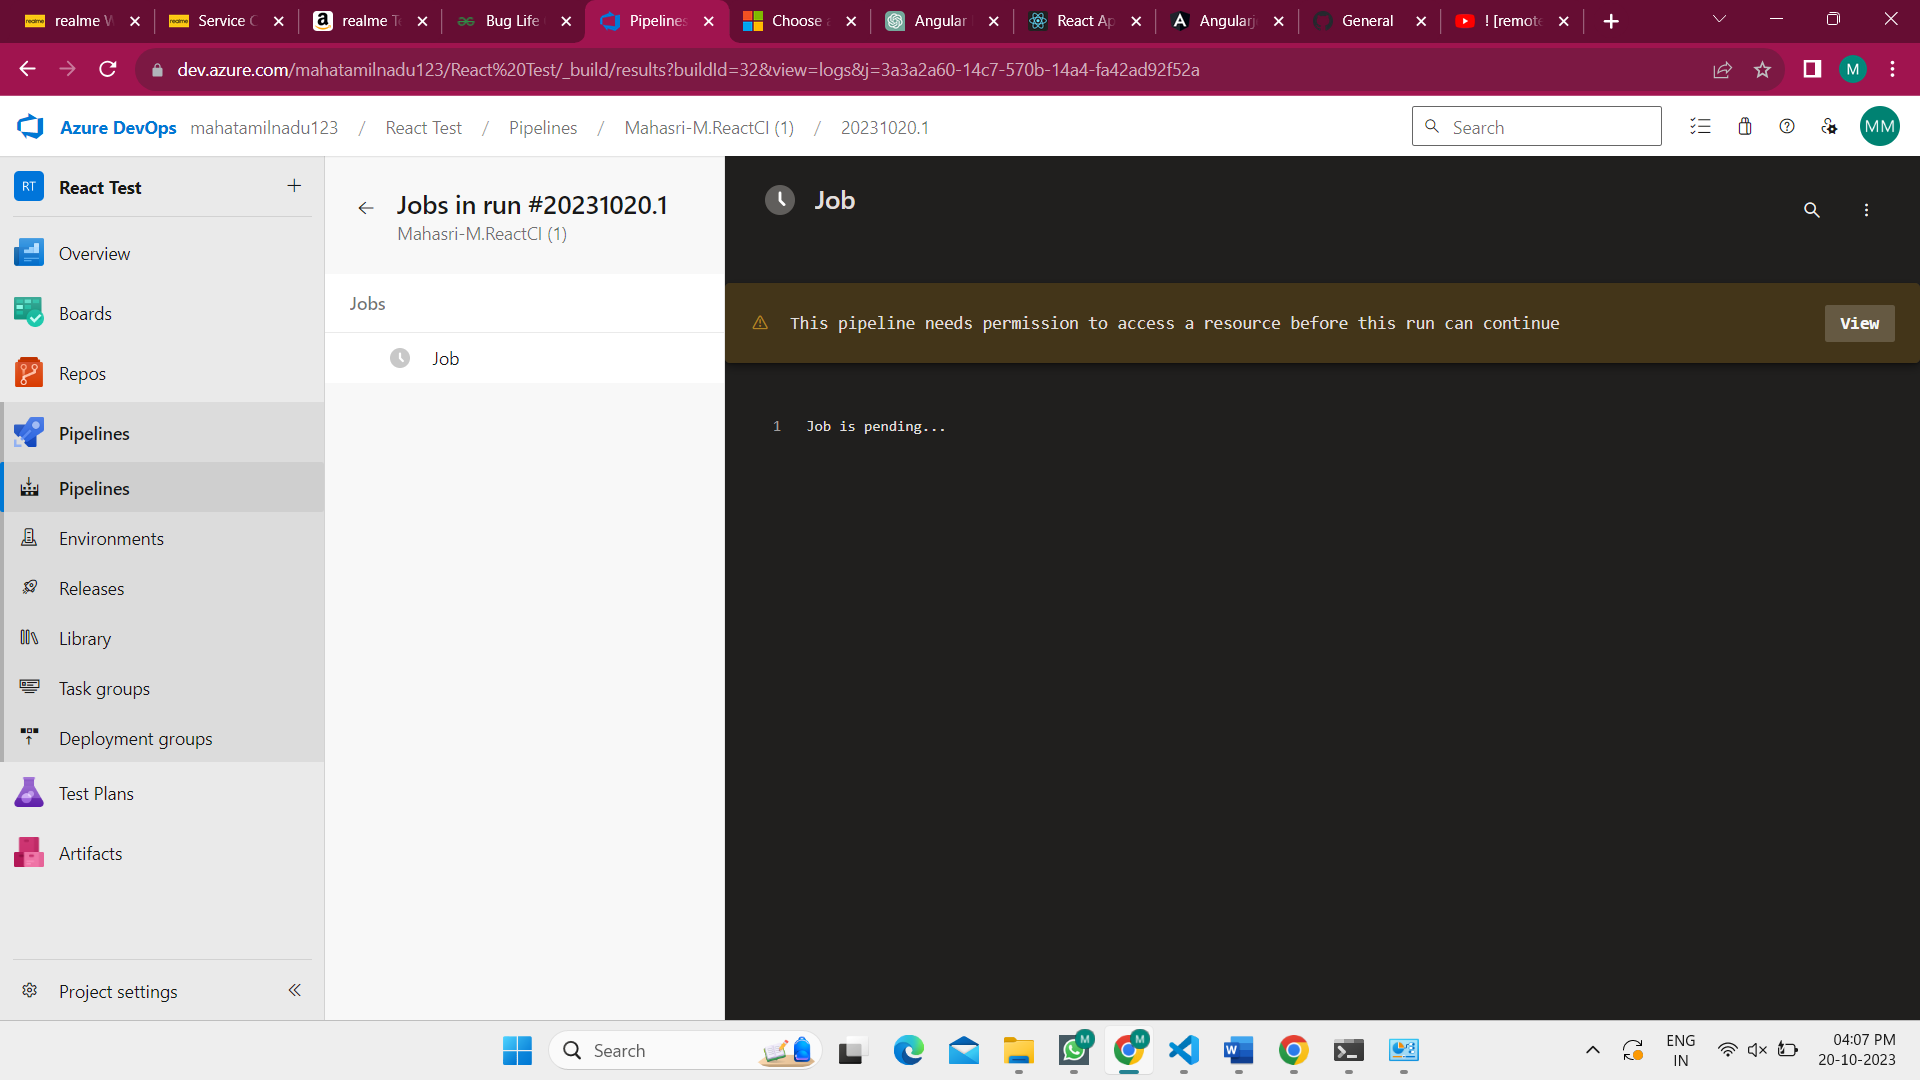 realme W
Service C
realme Te
Bug Life
Pipelines
Choose a
Angular
React Ap
Angularj
General
! [remote
dev.azure.com/mahatamilnadu123/React%20Test/_build/results?buildId=32&view=logs&j=3a3a2a60-14c7-570b-14a4-fa42ad92f52a
M
Azure DevOps mahatamilnadu123 / React Test / Pipelines / Mahasri-M.ReactCI (1) / 20231020.1
Search
MM
RT React Test
Overview
Boards
Repos
Pipelines
Pipelines
Environments
Releases
Library
Task groups
Deployment groups
Test Plans
Artifacts
Project settings
Jobs in run #20231020.1
Mahasri-M.ReactCI (1)
Jobs
Job
Job
This pipeline needs permission to access a resource before this run can continue
View
1 Job is pending...
Search
M
M
ENG
IN
04:07 PM
20-10-2023